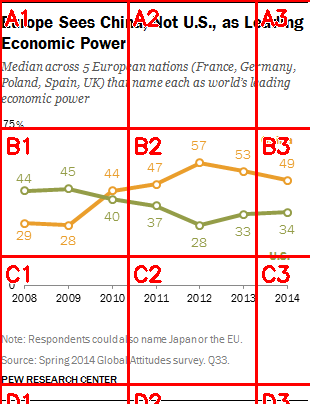 A1 A2 A3
Europe Sees China, Not U.S., as Leading
Economic Power
Median across 5 European nations (France, Germany,
Poland, Spain, UK) that name each as world's leading
economic power
75%
B1 B2 B3
57
53
49
44 45 44 47
40 37
29 28 28 33 34
U.S.
C1 C2 C3
0
2008 2009 2010 2011 2012 2013 2014
Note: Respondents could also name Japan or the EU.
Source: Spring 2014 Global Attitudes survey. Q33.
PEW RESEARCH CENTER
D1 D2 D3